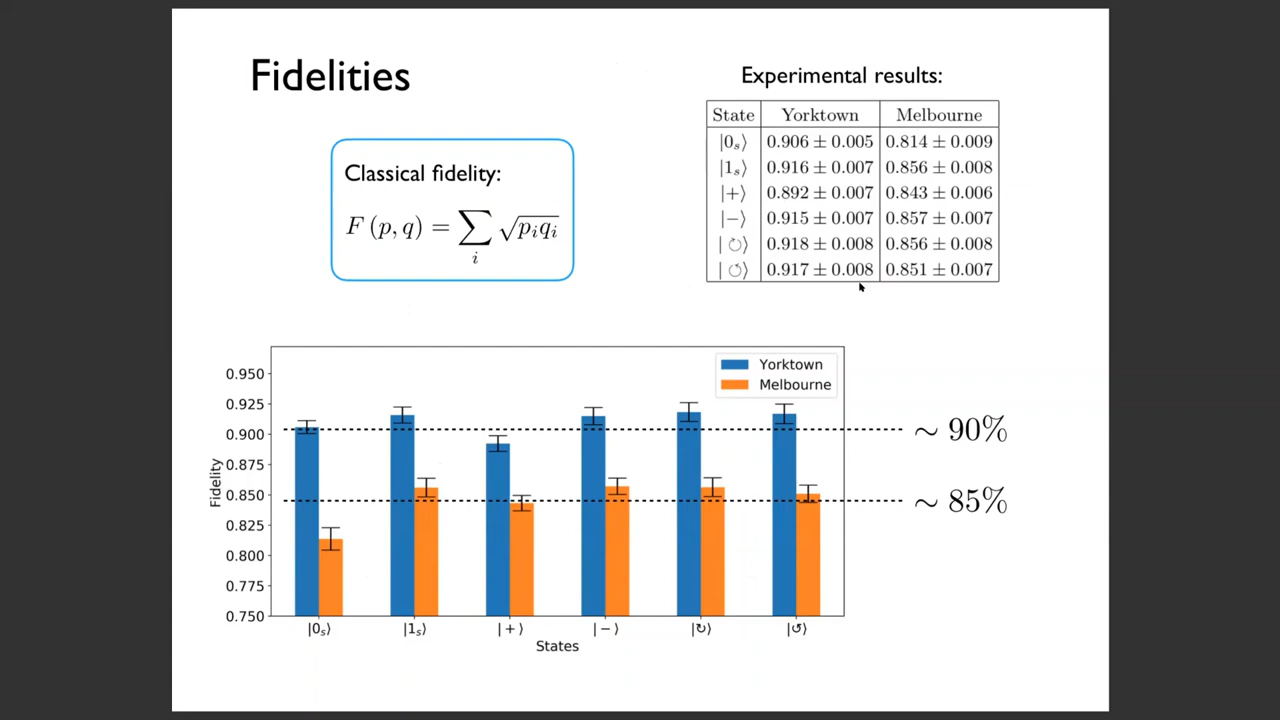 Fidelities
Classical fidelity:
F (p, q) = ∑_i √(p_i q_i)
Experimental results:
State Yorktown Melbourne
|0_s⟩ 0.906 ± 0.005 0.814 ± 0.009
|1_s⟩ 0.916 ± 0.007 0.856 ± 0.008
|+⟩ 0.892 ± 0.007 0.843 ± 0.006
|−⟩ 0.915 ± 0.007 0.857 ± 0.007
|↻⟩ 0.918 ± 0.008 0.856 ± 0.008
|↺⟩ 0.917 ± 0.008 0.851 ± 0.007
Yorktown
Melbourne
0.950
0.925
0.900
0.875
0.850
0.825
0.800
0.775
0.750
Fidelity
∼ 90%
∼ 85%
|0_s⟩ |1_s⟩ |+⟩ |−⟩ |↻⟩ |↺⟩
States